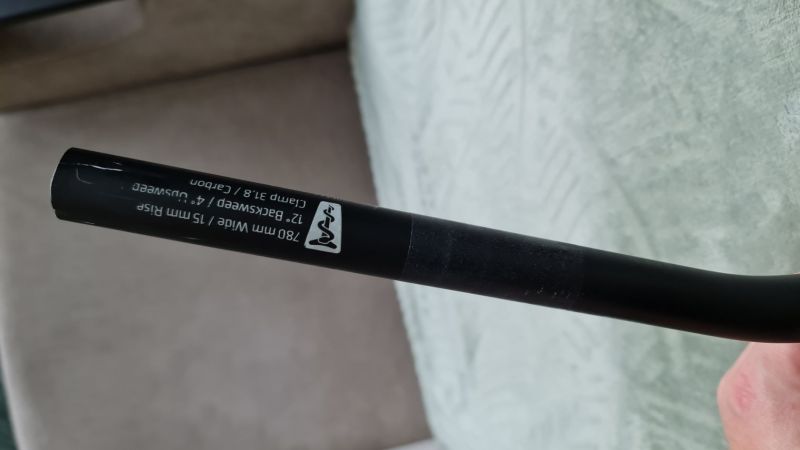 780 mm Wide / 15 mm Rise
12° Backsweep / 4° Upsweep
Clamp 31.8 / Carbon